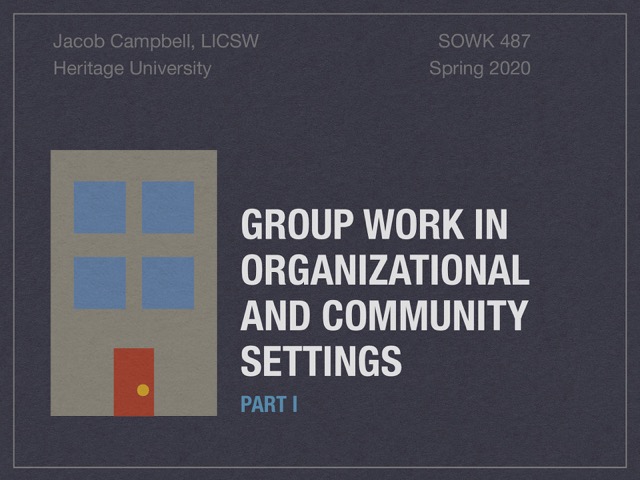 Jacob Campbell, LICSW
Heritage University
SOWK 487
Spring 2020
GROUP WORK IN
ORGANIZATIONAL
AND COMMUNITY
SETTINGS
PART I